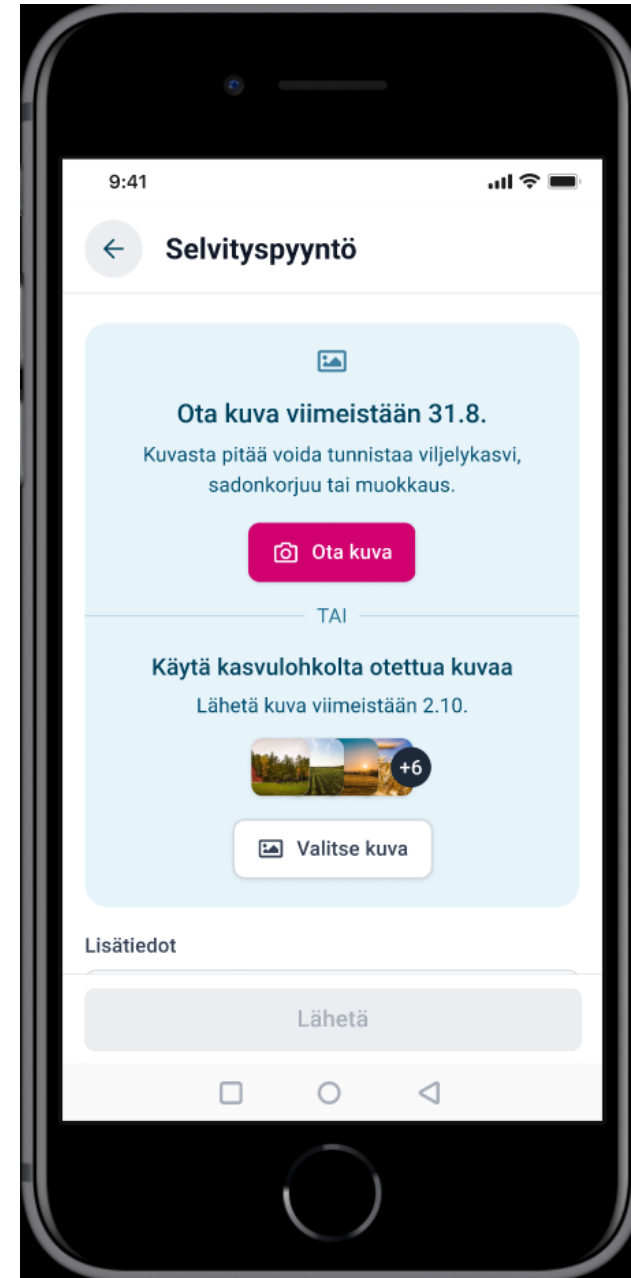 9:41
Selvityspyyntö
Ota kuva viimeistään 31.8.
Kuvasta pitää voida tunnistaa viljelykasvi,
sadonkorjuu tai muokkaus.
Ota kuva
TAI
Käytä kasvulohkolta otettua kuvaa
Lähetä kuva viimeistään 2.10.
+6
Valitse kuva
Lisätiedot
Lähetä